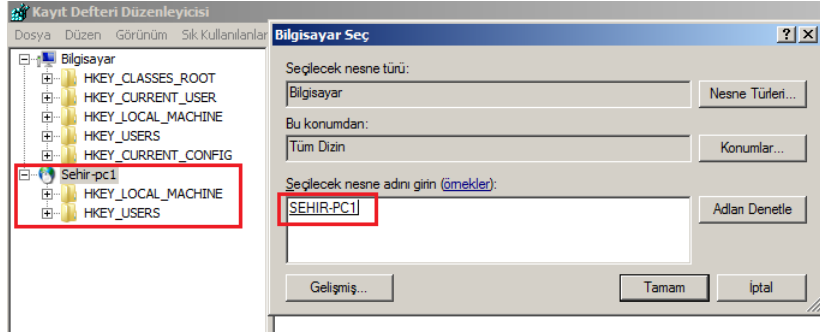 Kayıt Defteri Düzenleyicisi
Dosya Düzen Görünüm Sık Kullanılanlar
Bilgisayar
HKEY_CLASSES_ROOT
HKEY_CURRENT_USER
HKEY_LOCAL_MACHINE
HKEY_USERS
HKEY_CURRENT_CONFIG
Sehir-pc1
HKEY_LOCAL_MACHINE
HKEY_USERS
Bilgisayar Seç
Seçilecek nesne türü:
Bilgisayar
Nesne Türleri...
Bu konumdan:
Tüm Dizin
Konumlar...
Seçilecek nesne adını girin (örnekler):
SEHIR-PC1
Adları Denetle
Gelişmiş...
Tamam
İptal